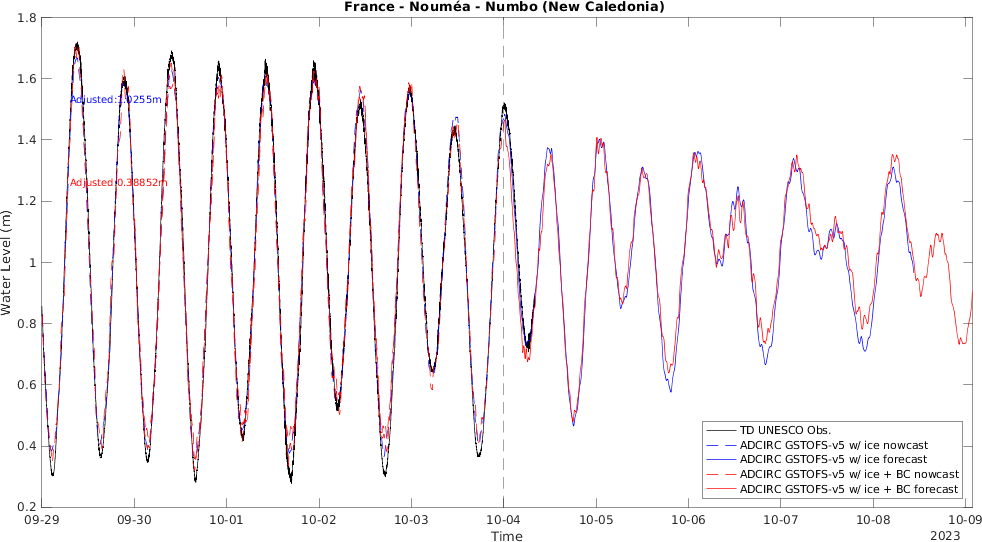 France - Nouméa - Numbo (New Caledonia)
1.8
1.6
1.4
1.2
1
0.8
0.6
0.4
0.2
Water Level (m)
Adjusted:1.0255m
Adjusted:0.38852m
TD UNESCO Obs.
ADCIRC GSTOFS-v5 w/ ice nowcast
ADCIRC GSTOFS-v5 w/ ice forecast
ADCIRC GSTOFS-v5 w/ ice + BC nowcast
ADCIRC GSTOFS-v5 w/ ice + BC forecast
09-29 09-30 10-01 10-02 10-03 10-04 10-05 10-06 10-07 10-08 10-09
Time
2023